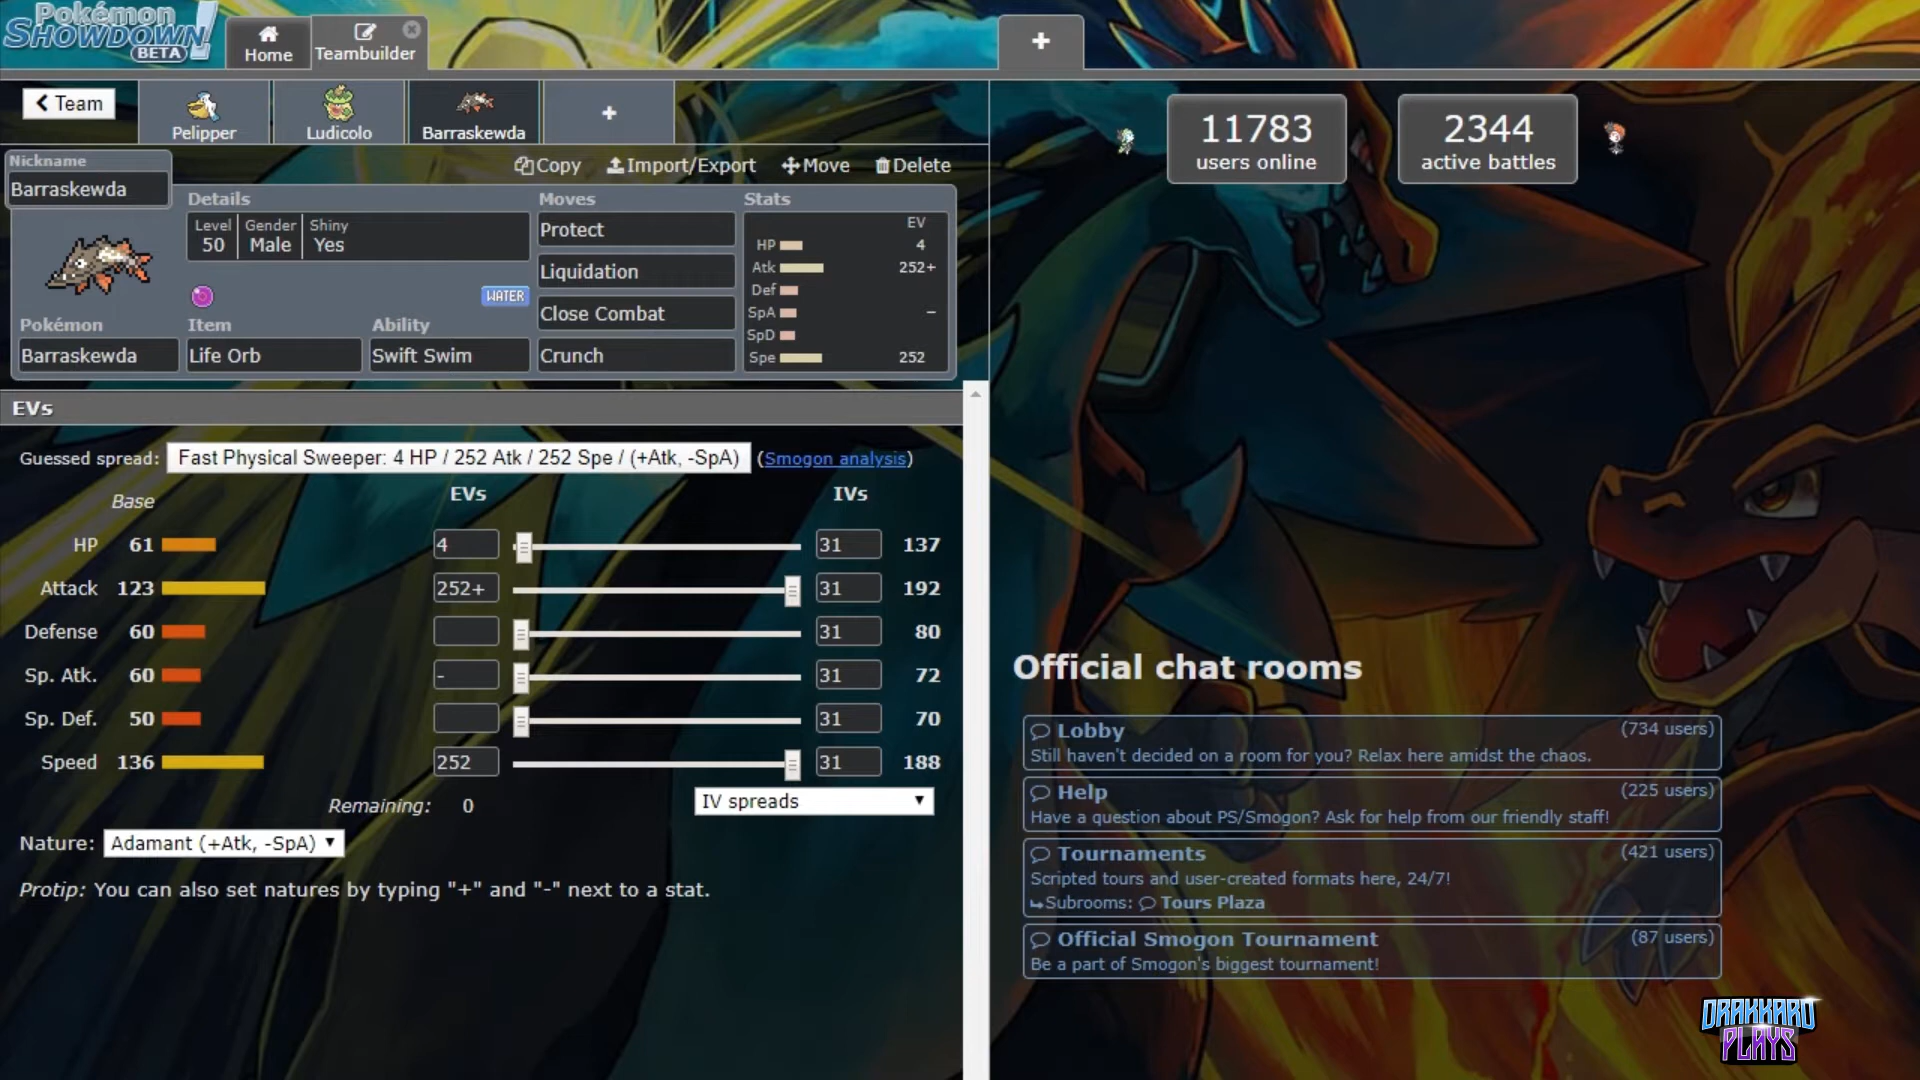 Pokémon
SHOWDOWN!
BETA
Home
Teambuilder
+
Team
Pelipper
Ludicolo
Barraskewda
+
Copy
Import/Export
Move
Delete
Nickname
Barraskewda
Details
Level
50
Gender
Male
Shiny
Yes
WATER
Pokémon
Barraskewda
Item
Life Orb
Ability
Swift Swim
Moves
Protect
Liquidation
Close Combat
Crunch
Stats
EV
HP 4
Atk 252+
Def
SpA –
SpD
Spe 252
EVs
Guessed spread: Fast Physical Sweeper: 4 HP / 252 Atk / 252 Spe / (+Atk, -SpA) (Smogon analysis)
Base EVs IVs
HP 61 4 31 137
Attack 123 252+ 31 192
Defense 60 31 80
Sp. Atk. 60 - 31 72
Sp. Def. 50 31 70
Speed 136 252 31 188
Remaining: 0
IV spreads
Nature: Adamant (+Atk, -SpA)
Protip: You can also set natures by typing "+" and "-" next to a stat.
11783
users online
2344
active battles
Official chat rooms
Lobby (734 users)
Still haven't decided on a room for you? Relax here amidst the chaos.
Help (225 users)
Have a question about PS/Smogon? Ask for help from our friendly staff!
Tournaments (421 users)
Scripted tours and user-created formats here, 24/7!
Subrooms: Tours Plaza
Official Smogon Tournament (87 users)
Be a part of Smogon's biggest tournament!
DRAKKARD
PLAYS